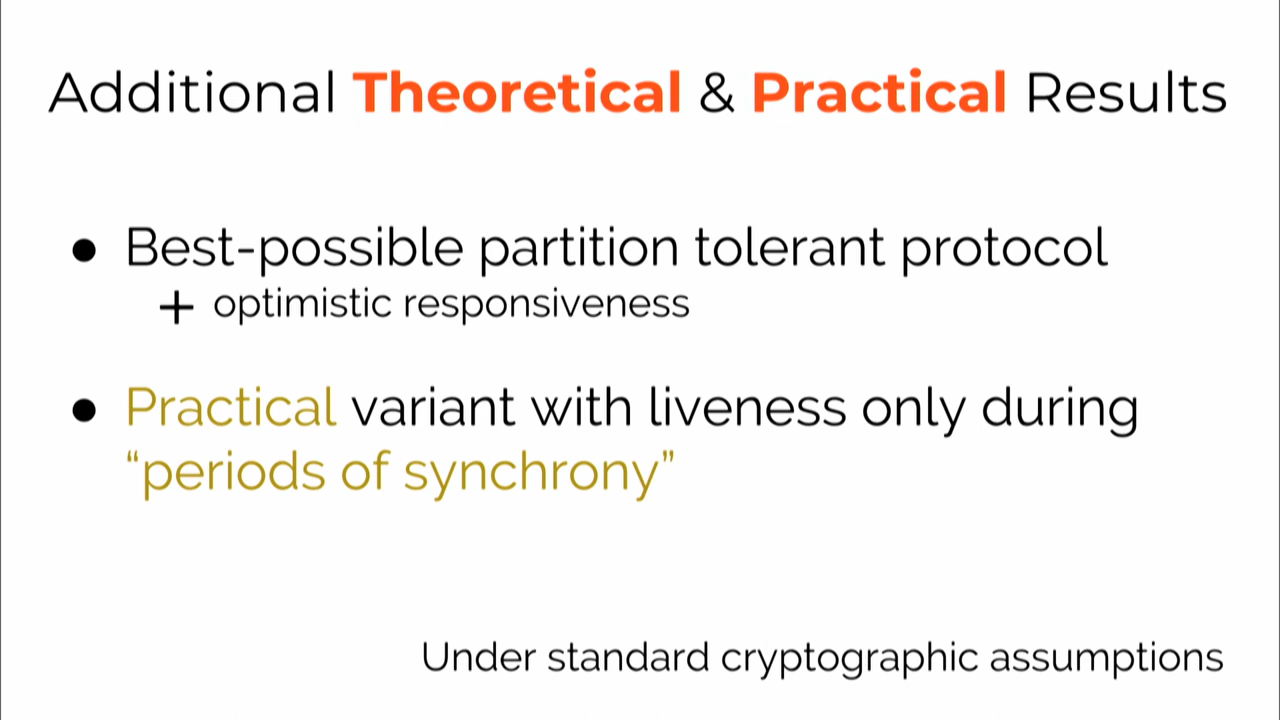 Additional Theoretical & Practical Results
● Best-possible partition tolerant protocol
+ optimistic responsiveness
● Practical variant with liveness only during
“periods of synchrony”
Under standard cryptographic assumptions